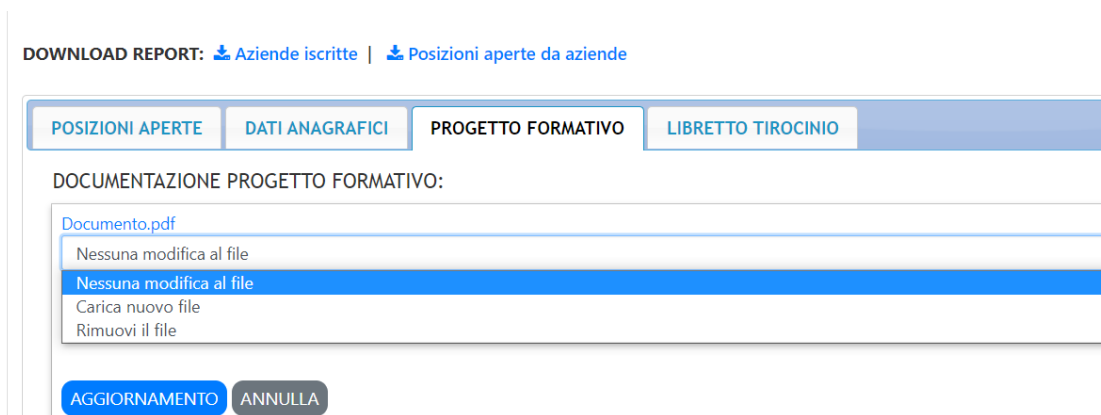 DOWNLOAD REPORT: Aziende iscritte | Posizioni aperte da aziende
POSIZIONI APERTE DATI ANAGRAFICI PROGETTO FORMATIVO LIBRETTO TIROCINIO
DOCUMENTAZIONE PROGETTO FORMATIVO:
Documento.pdf
Nessuna modifica al file
Nessuna modifica al file
Carica nuovo file
Rimuovi il file
AGGIORNAMENTO ANNULLA